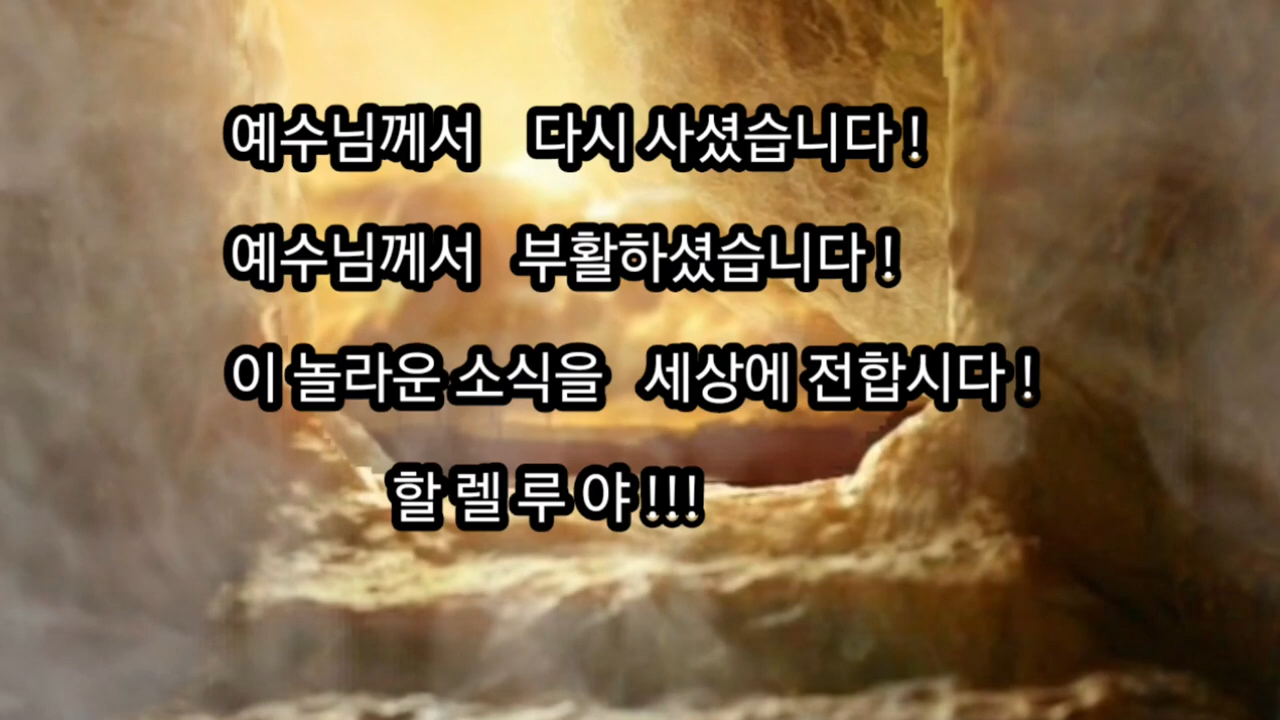 예수님께서 다시 사셨습니다 !
예수님께서 부활하셨습니다 !
이 놀라운 소식을 세상에 전합시다 !
할 렐 루 야 !!!